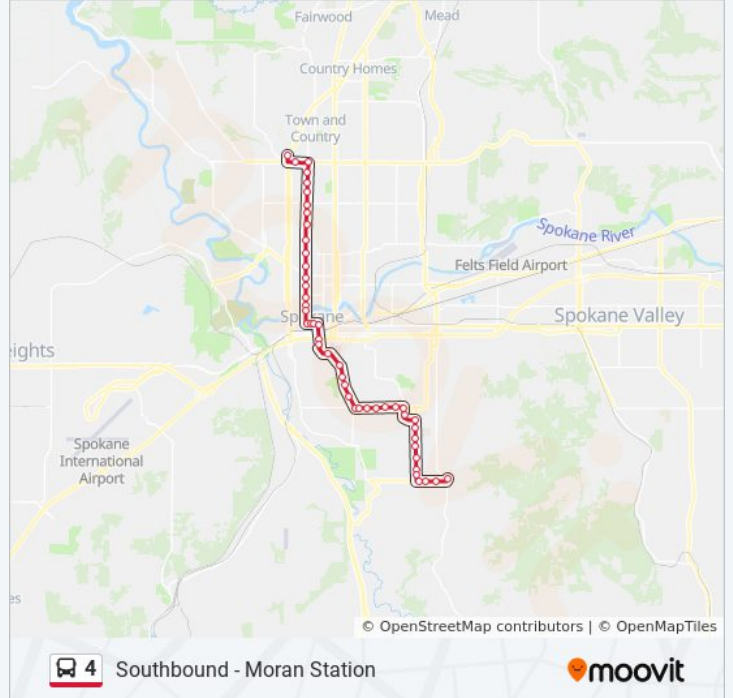 Fairwood
Mead
Country Homes
Town and
Country
Spokane River
Felts Field Airport
Spokane
Spokane Valley
eights
Spokane
International
Airport
es
© OpenStreetMap contributors | © OpenMapTiles
4 Southbound - Moran Station
moovit